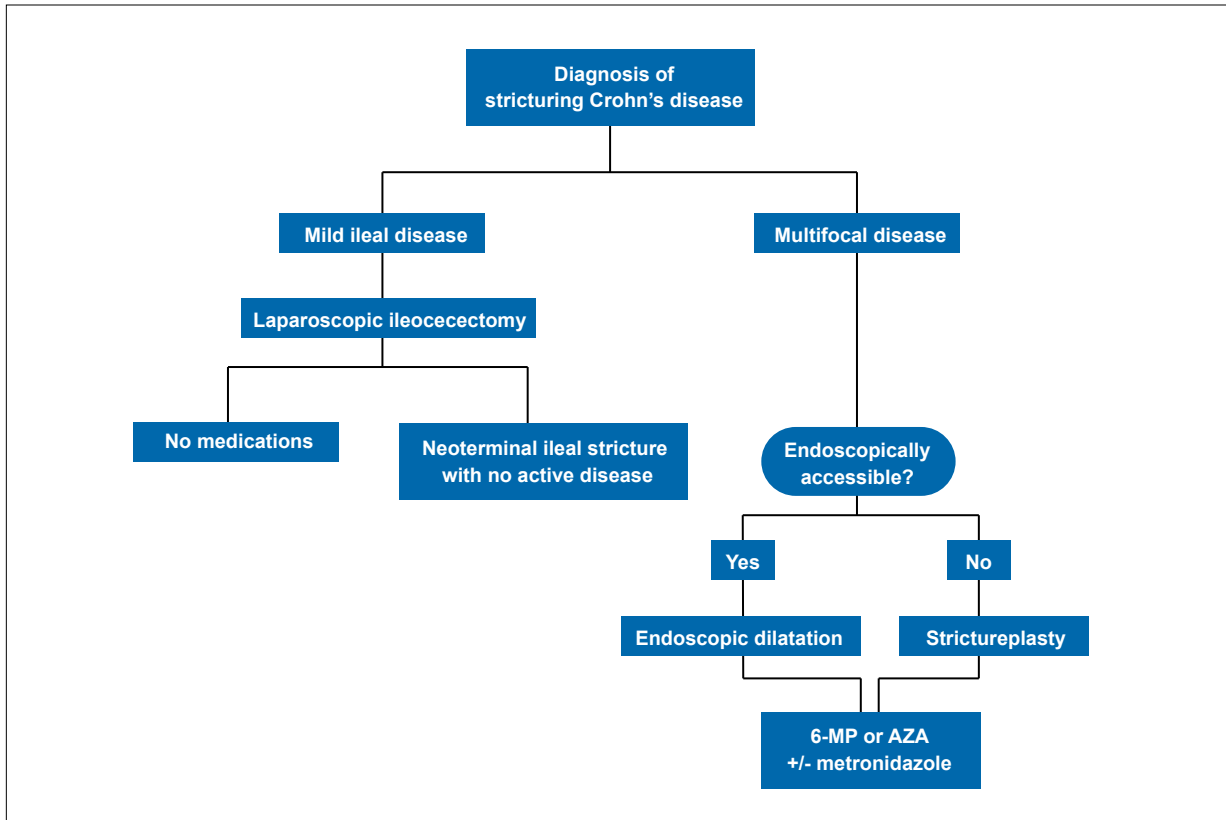 Diagnosis of
stricturing Crohn's disease
Mild ileal disease
Multifocal disease
Laparoscopic ileocecectomy
No medications
Neoterminal ileal stricture
with no active disease
Endoscopically
accessible?
Yes
No
Endoscopic dilatation
Strictureplasty
6-MP or AZA
+/- metronidazole